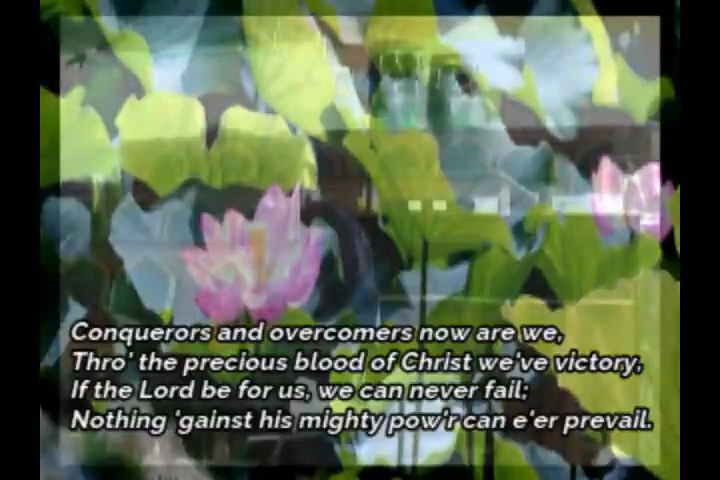 Conquerors and overcomers now are we,
Thro' the precious blood of Christ we've victory,
If the Lord be for us, we can never fail;
Nothing 'gainst his mighty pow'r can e'er prevail.